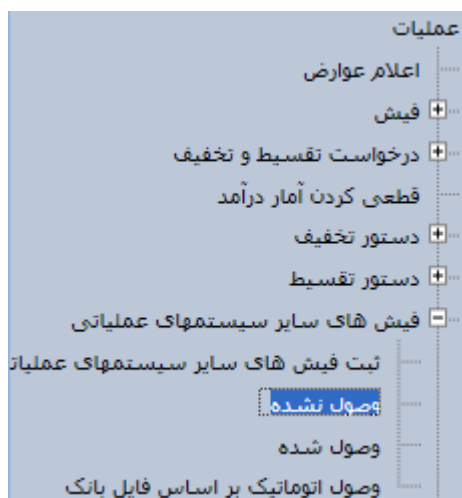 عملیات
اعلام عوارض
فیش
درخواست تقسیط و تخفیف
قطعی کردن آمار درآمد
دستور تخفیف
دستور تقسیط
فیش های سایر سیستمهای عملیاتی
ثبت فیش های سایر سیستمهای عملیات
وصول نشده
وصول شده
وصول اتوماتیک بر اساس فایل بانک